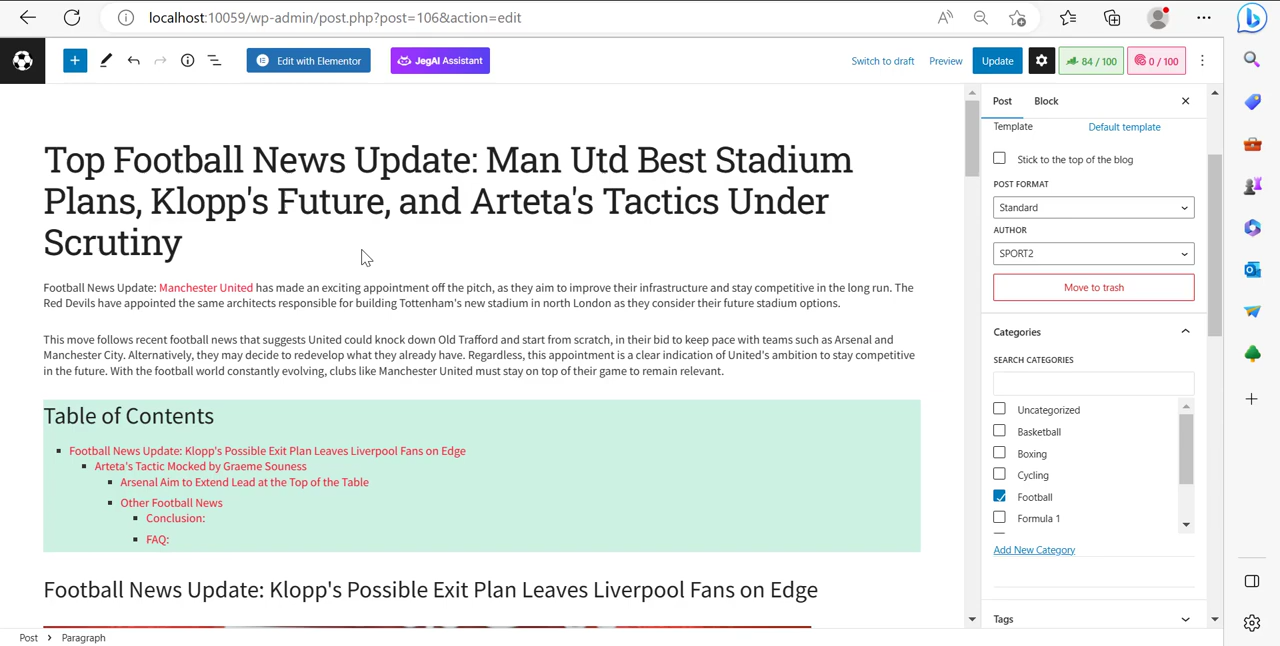 localhost:10059/wp-admin/post.php?post=106&action=edit
Edit with Elementor
JegAI Assistant
Switch to draft
Preview
Update
84 / 100
0 / 100
Top Football News Update: Man Utd Best Stadium
Plans, Klopp's Future, and Arteta's Tactics Under
Scrutiny
Football News Update: Manchester United has made an exciting appointment off the pitch, as they aim to improve their infrastructure and stay competitive in the long run. The
Red Devils have appointed the same architects responsible for building Tottenham's new stadium in north London as they consider their future stadium options.
This move follows recent football news that suggests United could knock down Old Trafford and start from scratch, in their bid to keep pace with teams such as Arsenal and
Manchester City. Alternatively, they may decide to redevelop what they already have. Regardless, this appointment is a clear indication of United's ambition to stay competitive
in the future. With the football world constantly evolving, clubs like Manchester United must stay on top of their game to remain relevant.
Table of Contents
Football News Update: Klopp's Possible Exit Plan Leaves Liverpool Fans on Edge
Arteta's Tactic Mocked by Graeme Souness
Arsenal Aim to Extend Lead at the Top of the Table
Other Football News
Conclusion:
FAQ:
Football News Update: Klopp's Possible Exit Plan Leaves Liverpool Fans on Edge
Post
Block
Template
Default template
Stick to the top of the blog
POST FORMAT
Standard
AUTHOR
SPORT2
Move to trash
Categories
SEARCH CATEGORIES
Uncategorized
Basketball
Boxing
Cycling
Football
Formula 1
Add New Category
Tags
Post
Paragraph